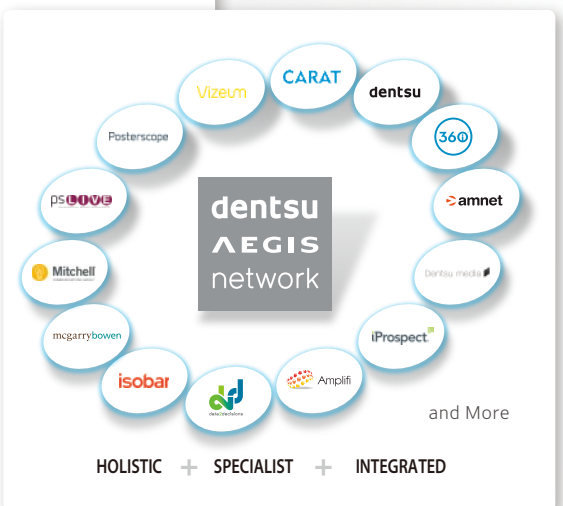 CARAT
dentsu
360
amnet
Dentsu media
iProspect
Amplifi
data2decisions
isobar
mcgarrybowen
Mitchell
psLIVE
Posterscope
Vizeum
dentsu
AEGIS
network
and More
HOLISTIC + SPECIALIST + INTEGRATED